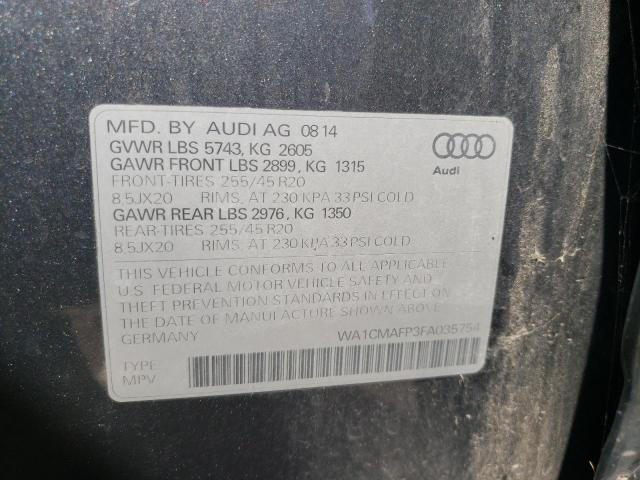 MFD. BY AUDI AG 08 14
GVWR LBS 5743, KG 2605
GAWR FRONT LBS 2899, KG 1315
FRONT-TIRES 255/45 R20
8.5JX20 RIMS, AT 230 KPA 33 PSI COLD
GAWR REAR LBS 2976, KG 1350
REAR-TIRES 255/45 R20
8.5JX20 RIMS, AT 230 KPA 33 PSI COLD
THIS VEHICLE CONFORMS TO ALL APPLICABLE
U.S. FEDERAL MOTOR VEHICLE SAFETY AND
THEFT PREVENTION STANDARDS IN EFFECT ON
THE DATE OF MANUFACTURE SHOWN ABOVE
GERMANY WA1CMAFP3FA035754
TYPE
MPV
Audi